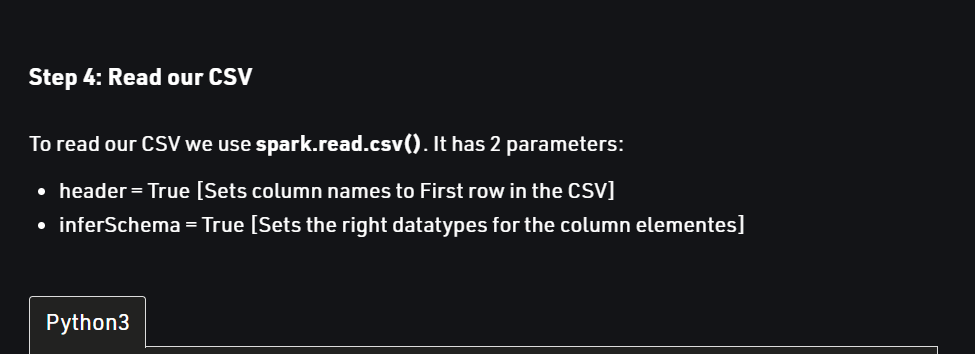 Step 4: Read our CSV
To read our CSV we use spark.read.csv(). It has 2 parameters:
• header = True [Sets column names to First row in the CSV]
• inferSchema = True [Sets the right datatypes for the column elementes]
Python3